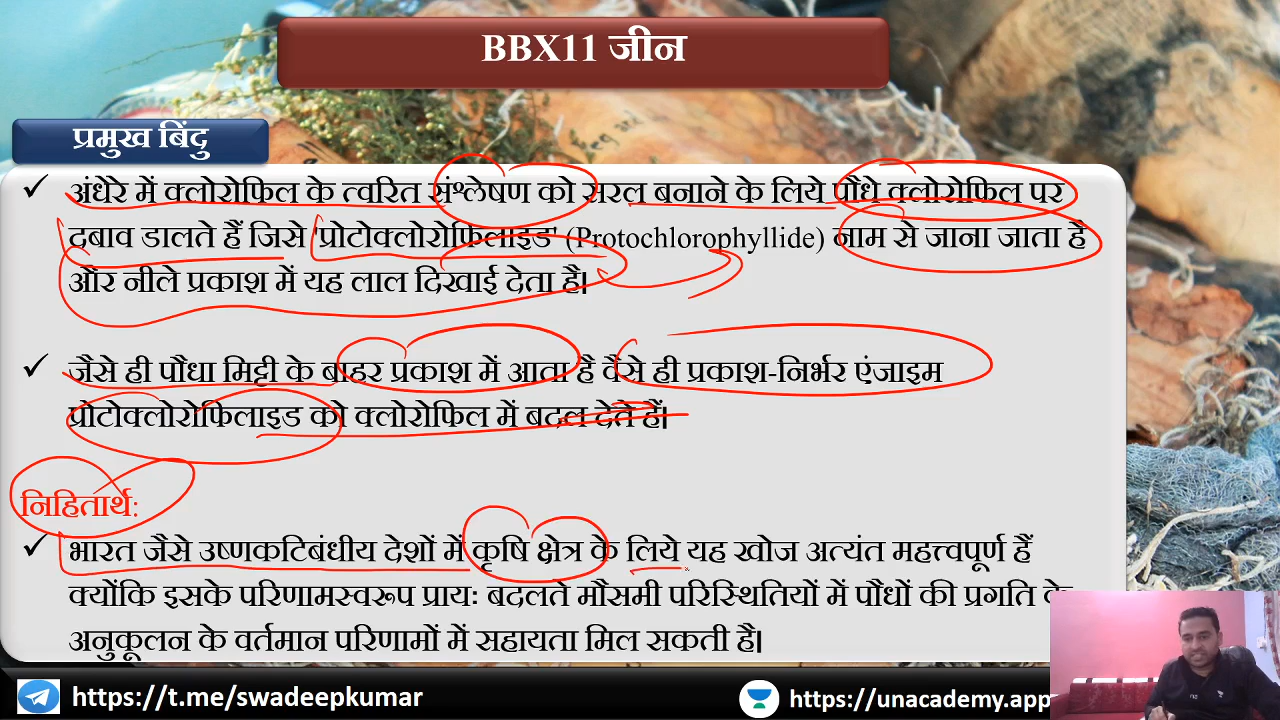 BBX11 जीन
प्रमुख बिंदु
अंधेरे में क्लोरोफिल के त्वरित संश्लेषण को सरल बनाने के लिये पौधे क्लोरोफिल पर
दबाव डालते हैं जिसे 'प्रोटोक्लोरोफिलाइड' (Protochlorophyllide) नाम से जाना जाता है
और नीले प्रकाश में यह लाल दिखाई देता है।
जैसे ही पौधा मिट्टी के बाहर प्रकाश में आता है वैसे ही प्रकाश-निर्भर एंजाइम
प्रोटोक्लोरोफिलाइड को क्लोरोफिल में बदल देते हैं।
निहितार्थ:
भारत जैसे उष्णकटिबंधीय देशों में कृषि क्षेत्र के लिये यह खोज अत्यंत महत्त्वपूर्ण हैं
क्योंकि इसके परिणामस्वरूप प्रायः बदलते मौसमी परिस्थितियों में पौधों की प्रगति के
अनुकूलन के वर्तमान परिणामों में सहायता मिल सकती है।
https://t.me/swadeepkumar
https://unacademy.app